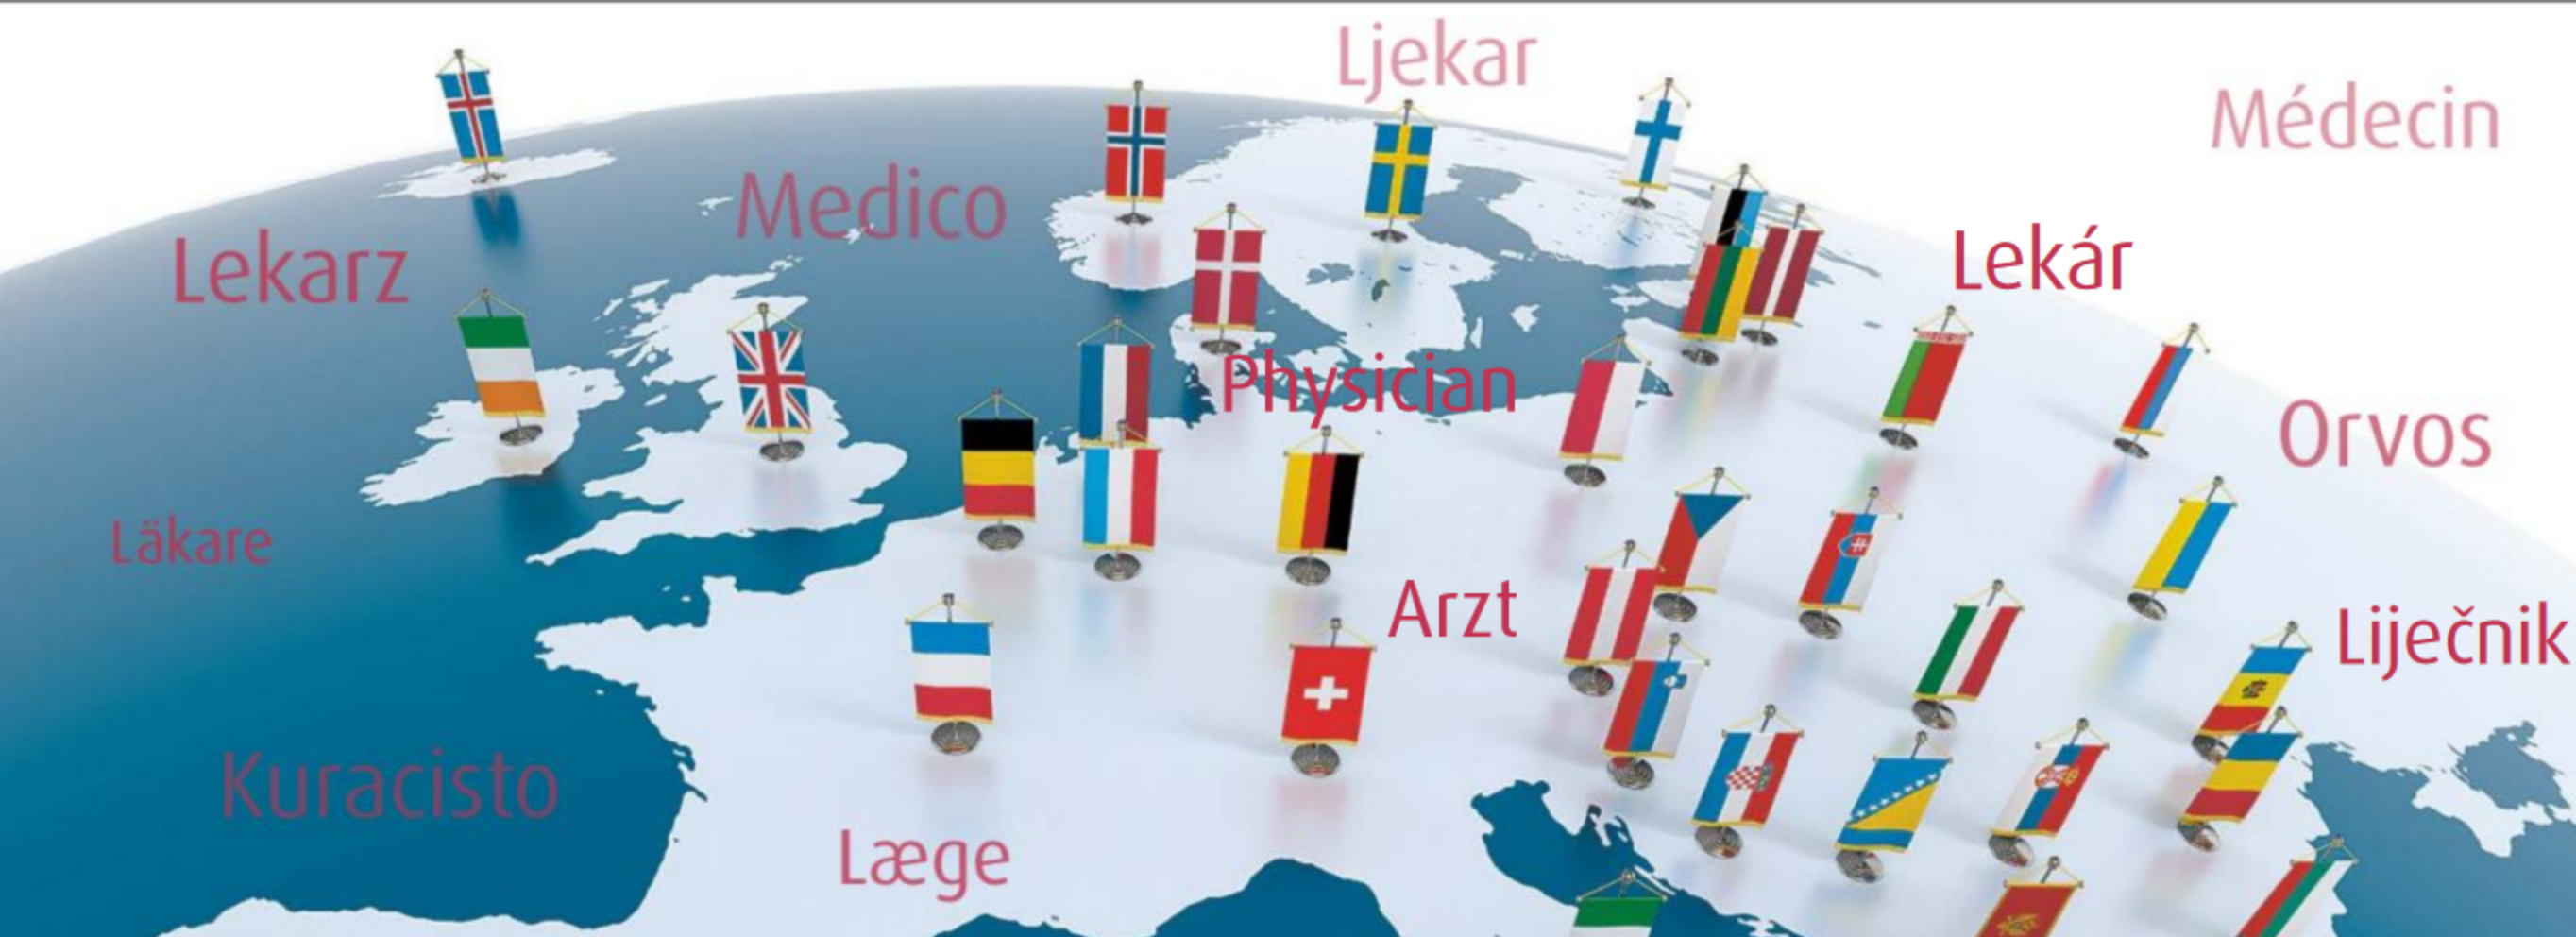 Ljekar
Médecin
Medico
Lekarz
Lekár
Physician
Orvos
Läkare
Arzt
Liječnik
Kuracisto
Læge